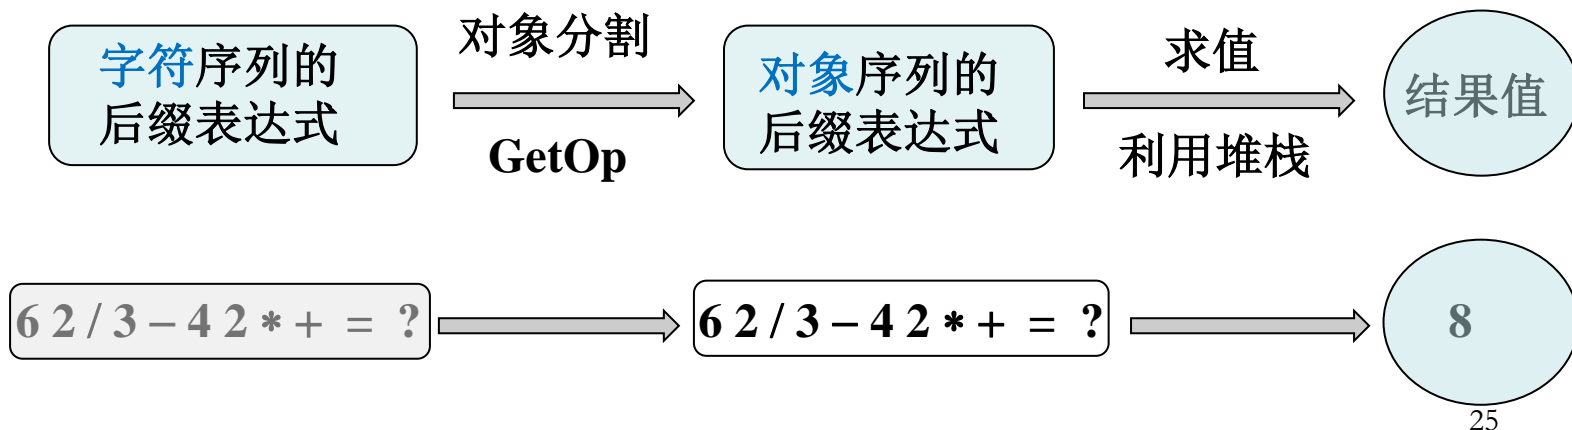 字符序列的
后缀表达式
对象分割
GetOp
对象序列的
后缀表达式
求值
利用堆栈
结果值
6 2 / 3 − 4 2 * + = ?
6 2 / 3 − 4 2 * + = ?
8
25